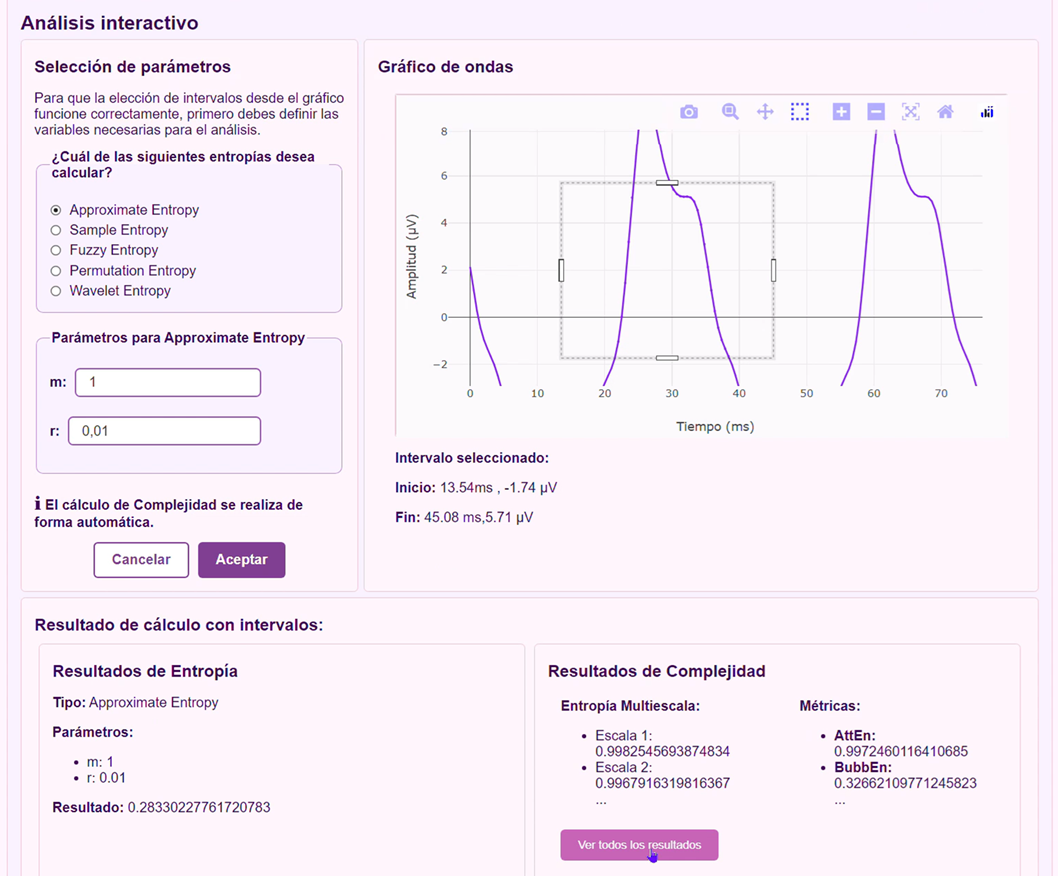 Análisis interactivo
Selección de parámetros
Para que la elección de intervalos desde el gráfico
funcione correctamente, primero debes definir las
variables necesarias para el análisis.
¿Cuál de las siguientes entropías desea
calcular?
Approximate Entropy
Sample Entropy
Fuzzy Entropy
Permutation Entropy
Wavelet Entropy
Parámetros para Approximate Entropy
m: 1
r: 0,01
ℹ El cálculo de Complejidad se realiza de
forma automática.
Cancelar Aceptar
Gráfico de ondas
8
6
4
2
0
−2
Amplitud (μV)
0 10 20 30 40 50 60 70
Tiempo (ms)
Intervalo seleccionado:
Inicio: 13.54ms , -1.74 μV
Fin: 45.08 ms,5.71 μV
Resultado de cálculo con intervalos:
Resultados de Entropía
Tipo: Approximate Entropy
Parámetros:
• m: 1
• r: 0.01
Resultado: 0.28330227761720783
Resultados de Complejidad
Entropía Multiescala:
• Escala 1:
0.9982545693874834
• Escala 2:
0.9967916319816367
...
Métricas:
• AttEn:
0.9972460116410685
• BubbEn:
0.32662109771245823
...
Ver todos los resultados